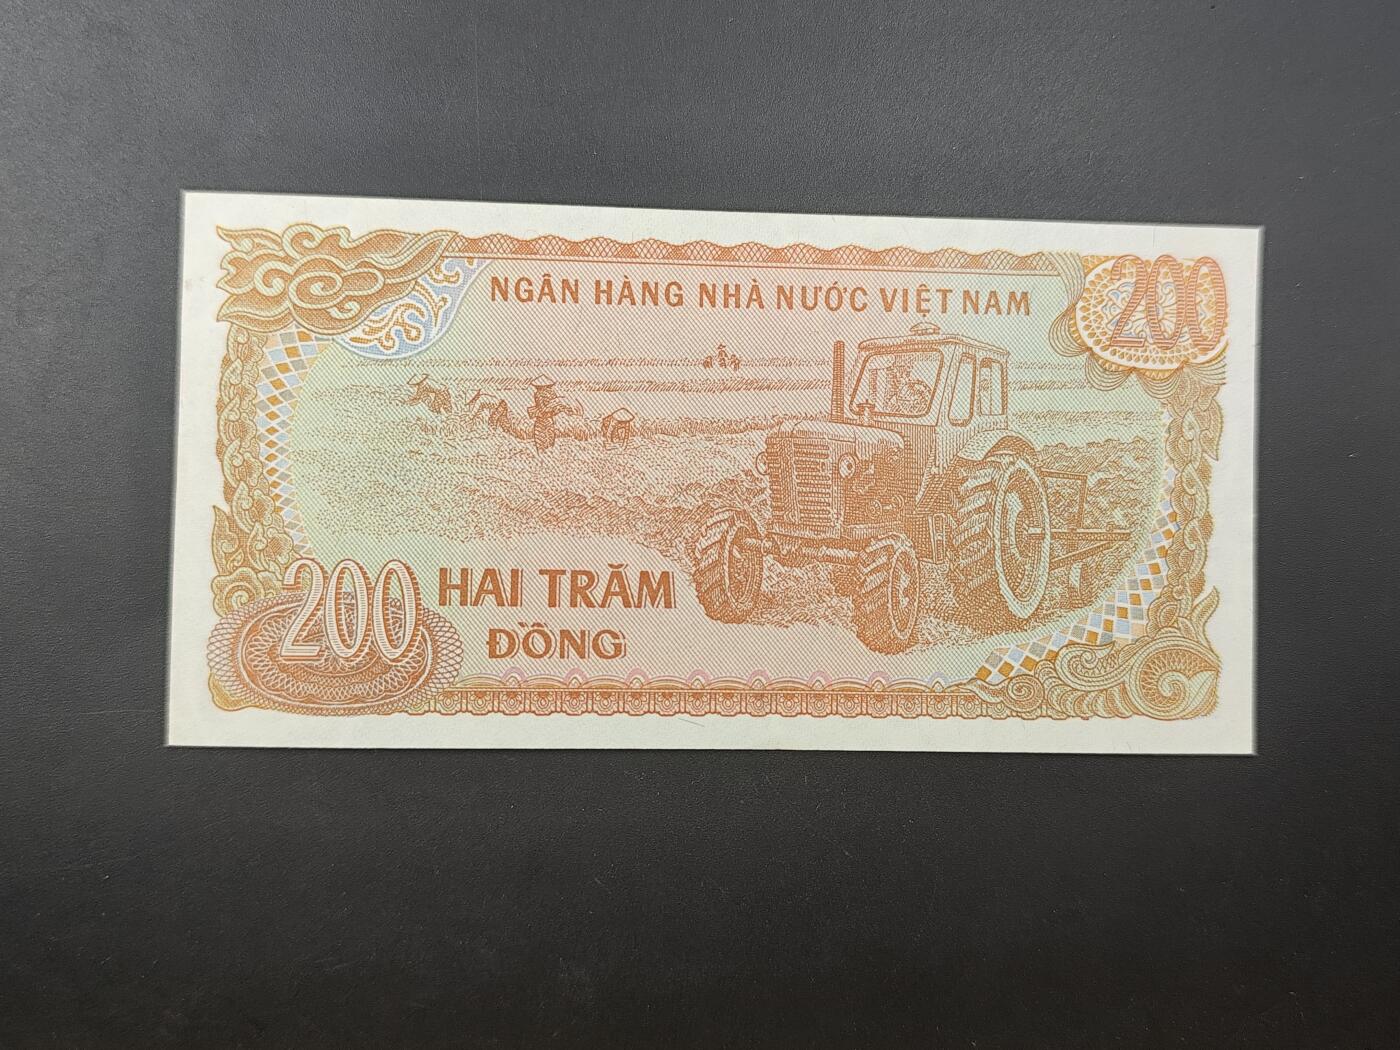 NGÂN HÀNG NHÀ NƯỚC VIỆT NAM
200
200
HAI TRĂM
ĐỒNG